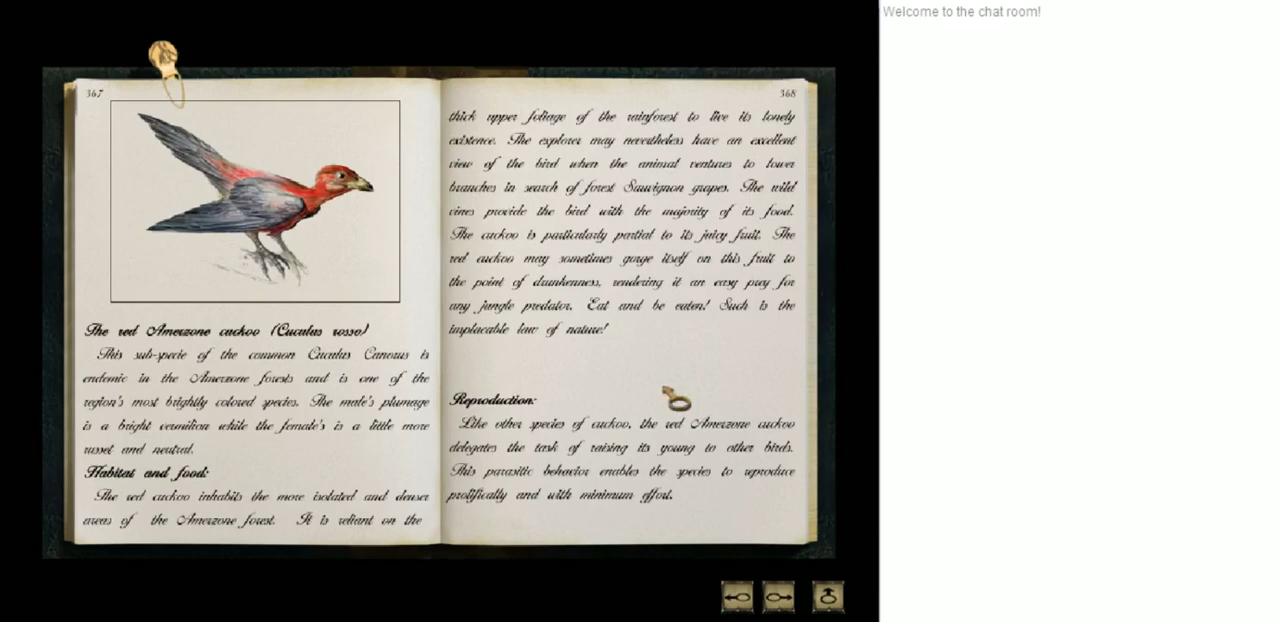 Welcome to the chat room!
367
The red Amerzone cuckoo (Cuculus rosso)
This sub-specie of the common Cuculus Canorus is
endemic in the Amerzone forests and is one of the
region's most brightly colored species. The male's plumage
is a bright vermilion while the female's is a little more
russet and neutral.
Habitat and food:
The red cuckoo inhabits the more isolated and denser
areas of the Amerzone forest. It is reliant on the
368
thick upper foliage of the rainforest to live its lonely
existence. The explorer may nevertheless have an excellent
view of the bird when the animal ventures to lower
branches in search of forest Sauvignon grapes. The wild
vines provide the bird with the majority of its food.
The cuckoo is particularly partial to its juicy fruit. The
red cuckoo may sometimes gorge itself on this fruit to
the point of drunkenness, rendering it an easy prey for
any jungle predator. Eat and be eaten! Such is the
implacable law of nature!
Reproduction:
Like other species of cuckoo, the red Amerzone cuckoo
delegates the task of raising its young to other birds.
This parasitic behavior enables the species to reproduce
prolifically and with minimum effort.